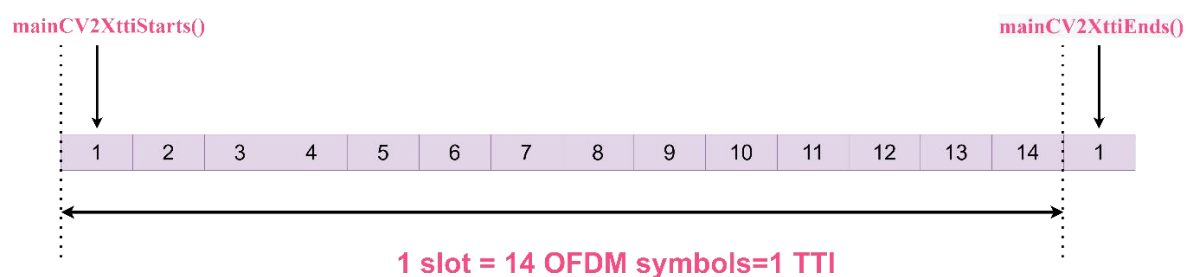 mainCV2XttiStarts()
mainCV2XttiEnds()
1 2 3 4 5 6 7 8 9 10 11 12 13 14 1
1 slot = 14 OFDM symbols=1 TTI